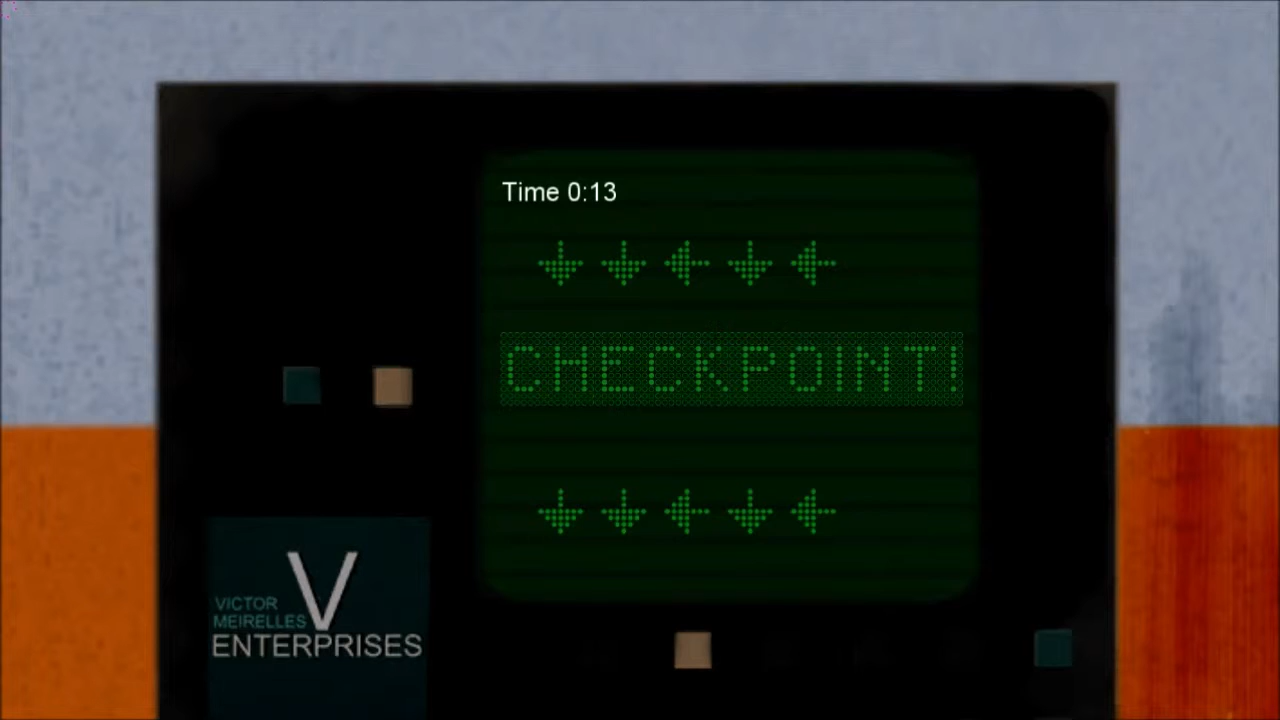 Time 0:13
↓ ↓ ← ↓ ←
CHECKPOINT!
↓ ↓ ← ↓ ←
V
VICTOR
MEIRELLES
ENTERPRISES